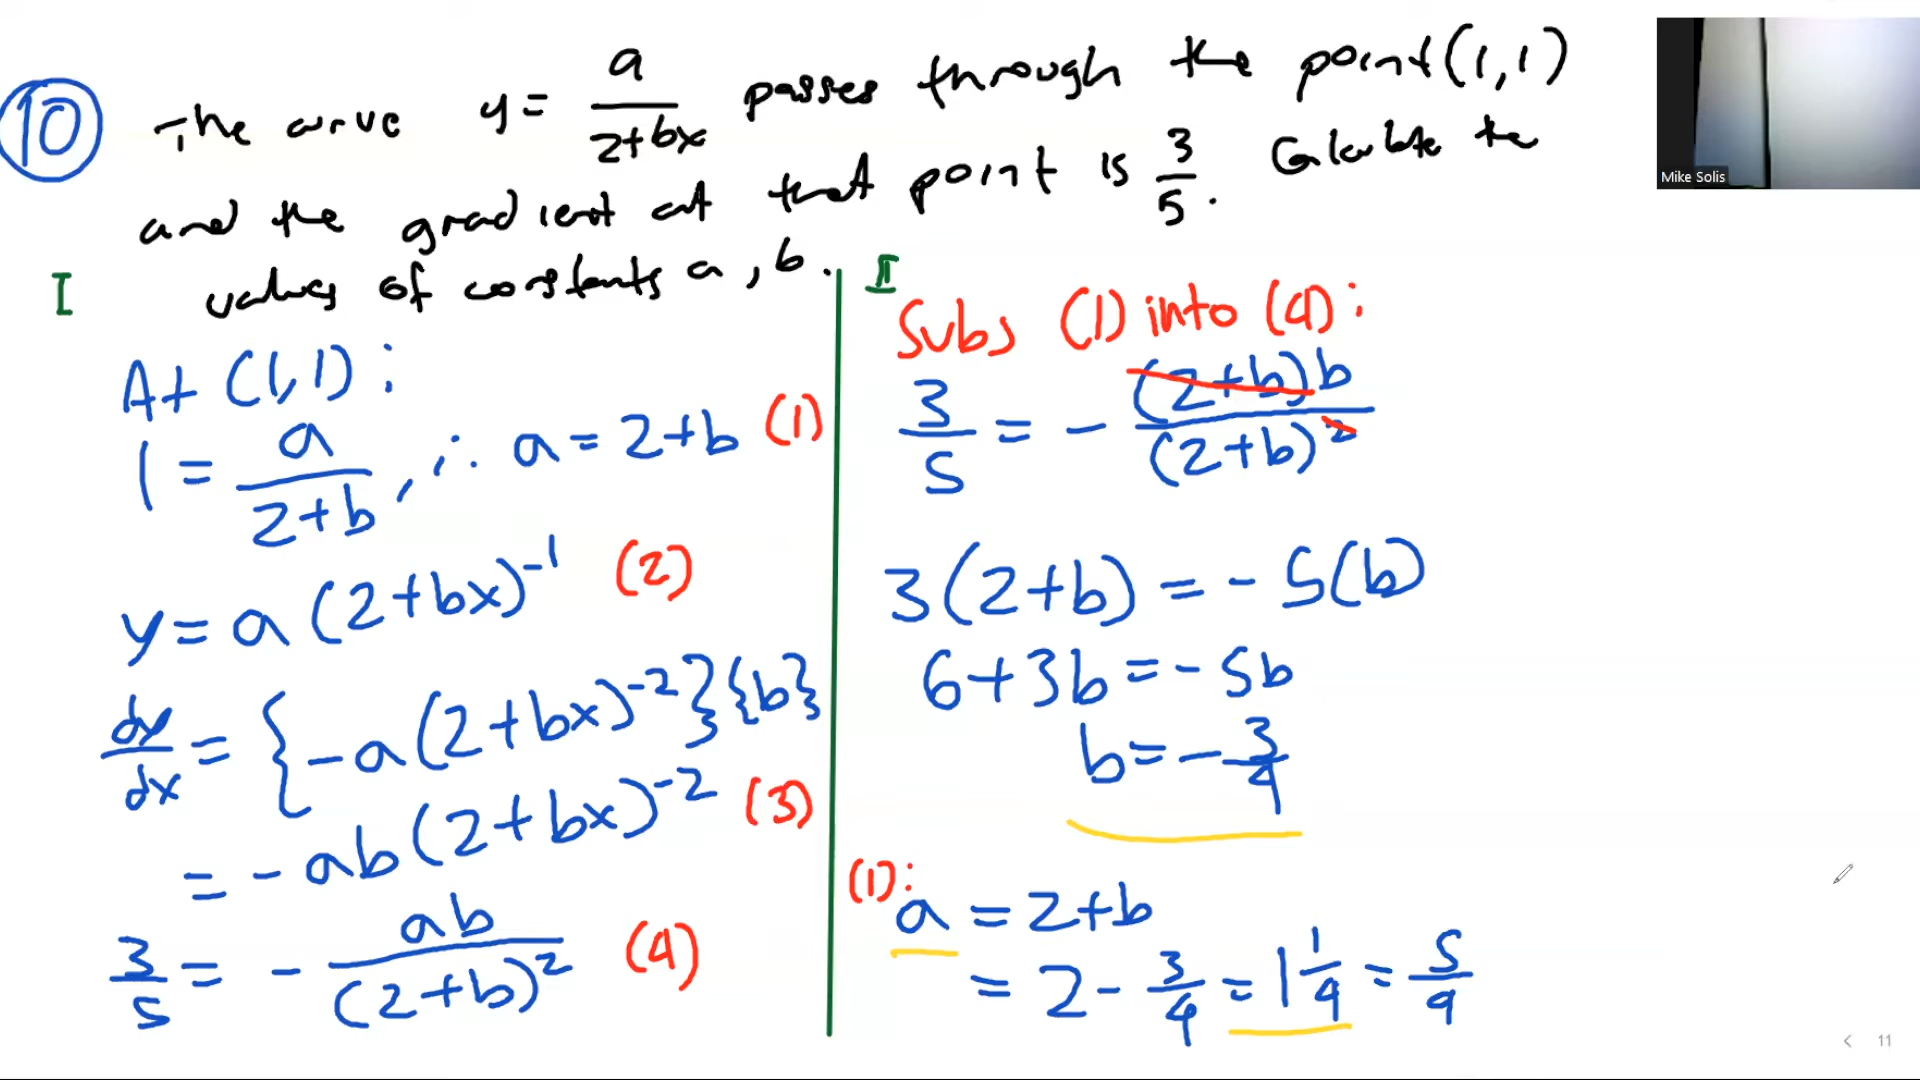 10 The curve y = a/(2+bx) passes through the point (1,1)
and the gradient at that point is 3/5. Calculate the
values of constants a, b.
I
At (1,1):
1 = a/(2+b), ∴ a = 2+b (1)
y = a(2+bx)^-1 (2)
dy/dx = {-a(2+bx)^-2}{b}
= -ab(2+bx)^-2 (3)
3/5 = - ab/(2+b)^2 (4)
II
Subs (1) into (4):
3/5 = - (2+b)b/(2+b)^2
3(2+b) = -5(b)
6+3b = -5b
b = -3/4
(1):
a = 2+b
= 2 - 3/4 = 1 1/4 = 5/4
Mike Solis
< 11